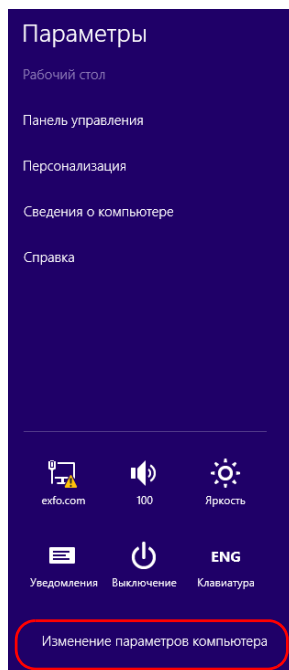 Параметры
Рабочий стол
Панель управления
Персонализация
Сведения о компьютере
Справка
exfo.com 100 Яркость
ENG
Уведомления Выключение Клавиатура
Изменение параметров компьютера